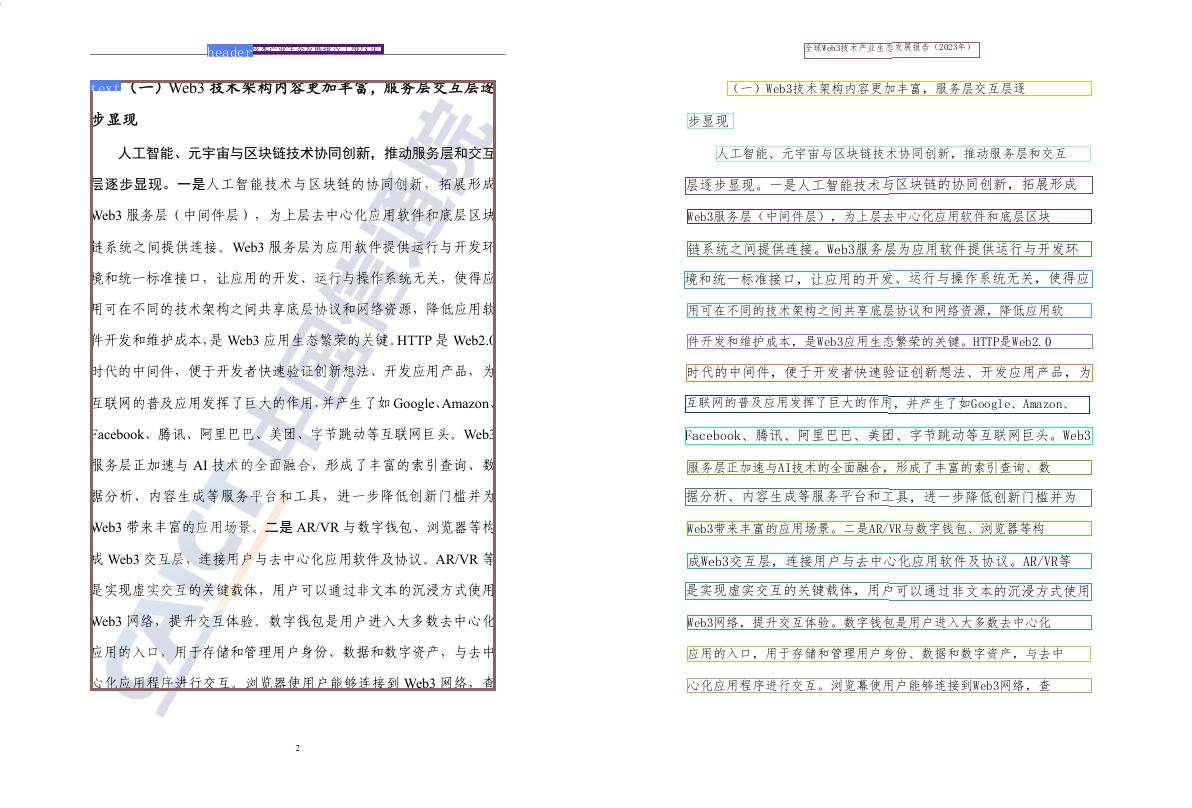 header
text
（一）Web3 技术架构内容更加丰富，服务层交互层逐
步显现
人工智能、元宇宙与区块链技术协同创新，推动服务层和交互
层逐步显现。一是人工智能技术与区块链的协同创新，拓展形成
Web3 服务层（中间件层），为上层去中心化应用软件和底层区块
链系统之间提供连接。Web3 服务层为应用软件提供运行与开发环
境和统一标准接口，让应用的开发、运行与操作系统无关，使得应
用可在不同的技术架构之间共享底层协议和网络资源，降低应用软
件开发和维护成本，是 Web3 应用生态繁荣的关键。HTTP 是 Web2.0
时代的中间件，便于开发者快速验证创新想法、开发应用产品，为
互联网的普及应用发挥了巨大的作用，并产生了如 Google、Amazon、
Facebook、腾讯、阿里巴巴、美团、字节跳动等互联网巨头。Web3
服务层正加速与 AI 技术的全面融合，形成了丰富的索引查询、数
据分析、内容生成等服务平台和工具，进一步降低创新门槛并为
Web3 带来丰富的应用场景。二是 AR/VR 与数字钱包、浏览器等构
成 Web3 交互层，连接用户与去中心化应用软件及协议。AR/VR 等
是实现虚实交互的关键载体，用户可以通过非文本的沉浸方式使用
Web3 网络，提升交互体验。数字钱包是用户进入大多数去中心化
应用的入口，用于存储和管理用户身份、数据和数字资产，与去中
心化应用程序进行交互。浏览器使用户能够连接到 Web3 网络，查
CAICT 中国信通院
2
全球Web3技术产业生态发展报告（2023年）
（一）Web3技术架构内容更加丰富，服务层交互层逐
步显现
人工智能、元宇宙与区块链技术协同创新，推动服务层和交互
层逐步显现。一是人工智能技术与区块链的协同创新，拓展形成
Web3服务层（中间件层），为上层去中心化应用软件和底层区块
链系统之间提供连接。Web3服务层为应用软件提供运行与开发环
境和统一标准接口，让应用的开发、运行与操作系统无关，使得应
用可在不同的技术架构之间共享底层协议和网络资源，降低应用软
件开发和维护成本，是Web3应用生态繁荣的关键。HTTP是Web2.0
时代的中间件，便于开发者快速验证创新想法、开发应用产品，为
互联网的普及应用发挥了巨大的作用，并产生了如Google、Amazon、
Facebook、腾讯、阿里巴巴、美团、字节跳动等互联网巨头。Web3
服务层正加速与AI技术的全面融合，形成了丰富的索引查询、数
据分析、内容生成等服务平台和工具，进一步降低创新门槛并为
Web3带来丰富的应用场景。二是AR/VR与数字钱包、浏览器等构
成Web3交互层，连接用户与去中心化应用软件及协议。AR/VR等
是实现虚实交互的关键载体，用户可以通过非文本的沉浸方式使用
Web3网络，提升交互体验。数字钱包是用户进入大多数去中心化
应用的入口，用于存储和管理用户身份、数据和数字资产，与去中
心化应用程序进行交互。浏览幕使用户能够连接到Web3网络，查